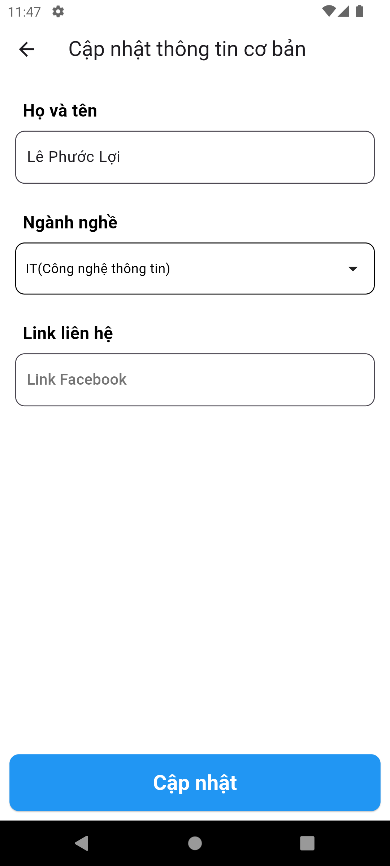 11:47
Cập nhật thông tin cơ bản
Họ và tên
Lê Phước Lợi
Ngành nghề
IT(Công nghệ thông tin)
Link liên hệ
Link Facebook
Cập nhật